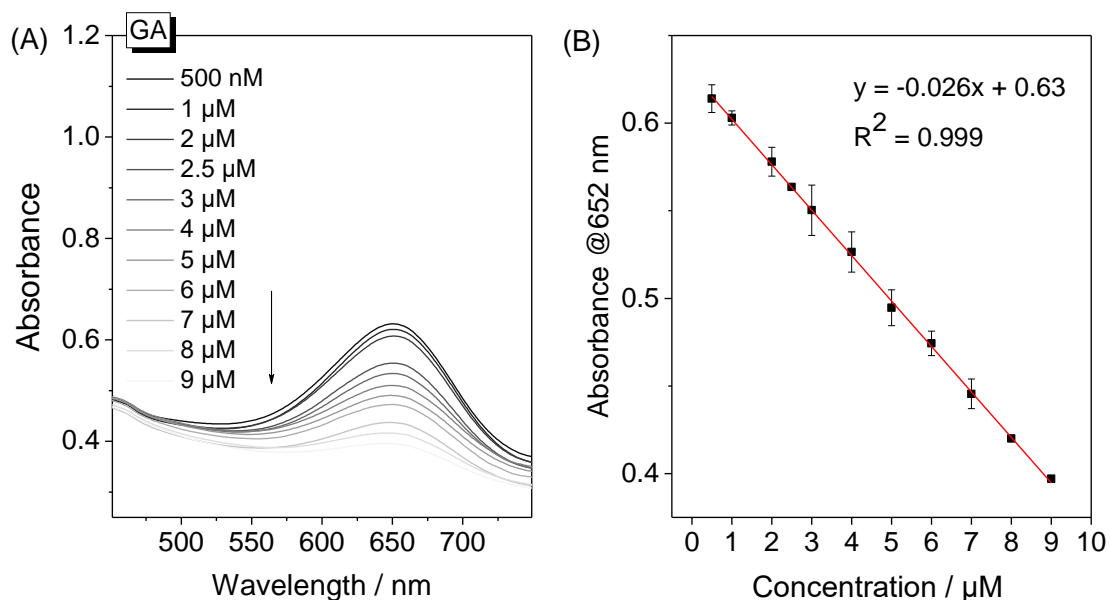 (A)
GA
500 nM
1 µM
2 µM
2.5 µM
3 µM
4 µM
5 µM
6 µM
7 µM
8 µM
9 µM
1.2
1.0
0.8
0.6
0.4
Absorbance
500 550 600 650 700
Wavelength / nm
(B)
y = -0.026x + 0.63
R² = 0.999
0.6
0.5
0.4
Absorbance @652 nm
0 1 2 3 4 5 6 7 8 9 10
Concentration / µM